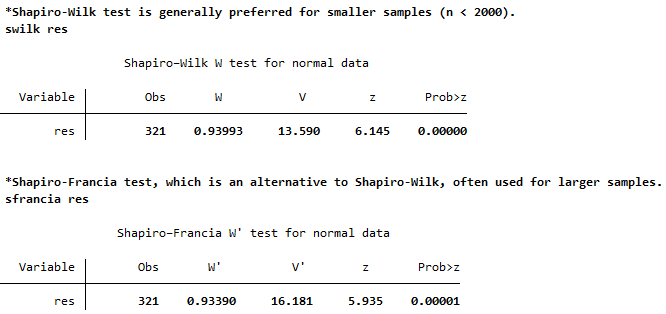 *Shapiro-Wilk test is generally preferred for smaller samples (n < 2000).
swilk res
Shapiro–Wilk W test for normal data
Variable Obs W V z Prob>z
res 321 0.93993 13.590 6.145 0.00000
*Shapiro-Francia test, which is an alternative to Shapiro-Wilk, often used for larger samples.
sfrancia res
Shapiro–Francia W' test for normal data
Variable Obs W' V' z Prob>z
res 321 0.93390 16.181 5.935 0.00001